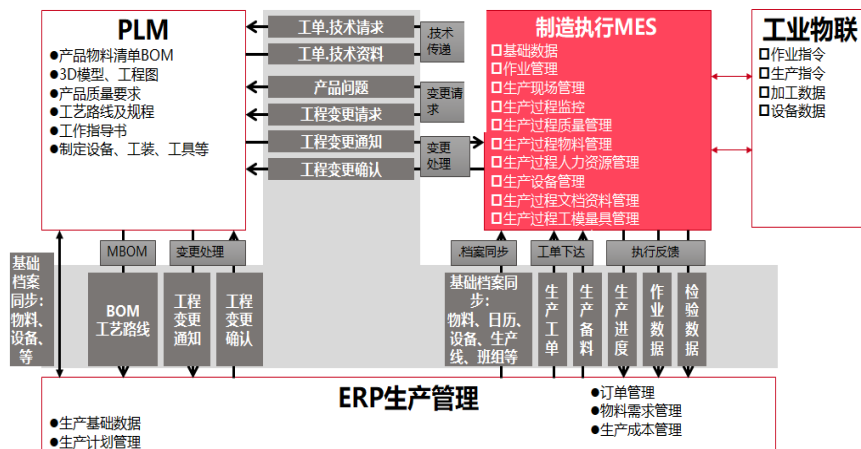 PLM
●产品物料清单BOM
●3D模型、工程图
●产品质量要求
●工艺路线及规程
●工作指导书
●制定设备、工装、工具等
工单.技术请求
工单.技术资料
.技术
传递
产品问题
工程变更请求
变更请
求
工程变更通知
工程变更确认
变更
处理
制造执行MES
基础数据
作业管理
生产现场管理
生产过程监控
生产过程质量管理
生产过程物料管理
生产过程人力资源管理
生产设备管理
生产过程文档资料管理
生产过程工模量具管理
工业物联
作业指令
生产指令
加工数据
设备数据
MBOM
变更处理
.档案同步
工单下达
执行反馈
基础
档案
同步：
物料、
设备、
等
BOM
工艺路线
工程
变更
通知
工程
变更
确认
基础档案同
步：
物料、日历、
设备、生产
线、班组等
生产工单
生产备料
生产进度
作业数据
检验数据
ERP生产管理
●生产基础数据
●生产计划管理
●订单管理
●物料需求管理
●生产成本管理